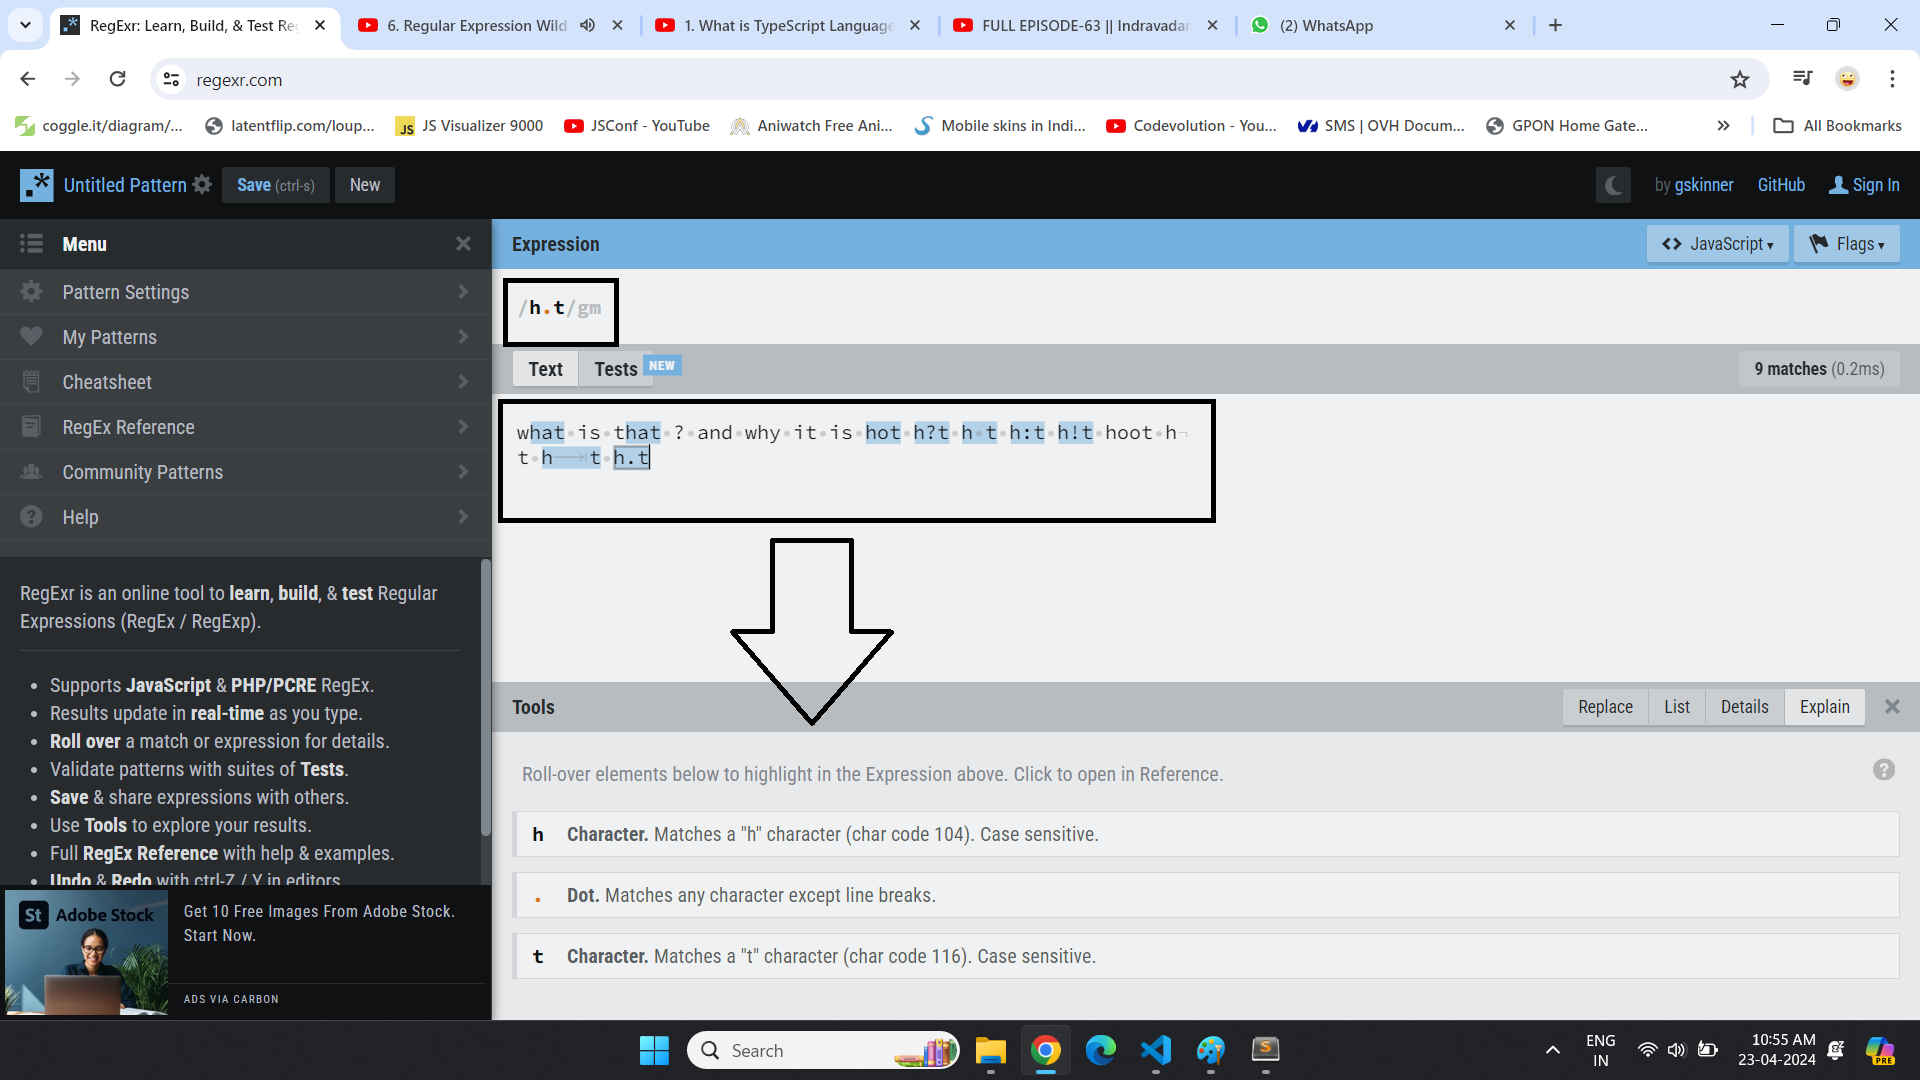 RegExr: Learn, Build, & Test Re
6. Regular Expression Wild
1. What is TypeScript Language
FULL EPISODE-63 || Indravadan
(2) WhatsApp
regexr.com
coggle.it/diagram/...
latentflip.com/loup...
JS Visualizer 9000
JSConf - YouTube
Aniwatch Free Ani...
Mobile skins in Indi...
Codevolution - You...
SMS | OVH Docum...
GPON Home Gate...
All Bookmarks
Untitled Pattern
Save (ctrl-s)
New
by gskinner
GitHub
Sign In
Menu
Pattern Settings
My Patterns
Cheatsheet
RegEx Reference
Community Patterns
Help
RegExr is an online tool to learn, build, & test Regular
Expressions (RegEx / RegExp).
• Supports JavaScript & PHP/PCRE RegEx.
• Results update in real-time as you type.
• Roll over a match or expression for details.
• Validate patterns with suites of Tests.
• Save & share expressions with others.
• Use Tools to explore your results.
• Full RegEx Reference with help & examples.
• Undo & Redo with ctrl-Z / Y in editors
St Adobe Stock
Get 10 Free Images From Adobe Stock.
Start Now.
ADS VIA CARBON
Expression
<> JavaScript ▾
Flags ▾
/h.t/gm
Text
Tests
NEW
9 matches (0.2ms)
what is that ? and why it is hot h?t h t h:t h!t hoot h
t h t h.t
Tools
Replace
List
Details
Explain
Roll-over elements below to highlight in the Expression above. Click to open in Reference.
h Character. Matches a "h" character (char code 104). Case sensitive.
. Dot. Matches any character except line breaks.
t Character. Matches a "t" character (char code 116). Case sensitive.
Search
ENG
IN
10:55 AM
23-04-2024
PRE